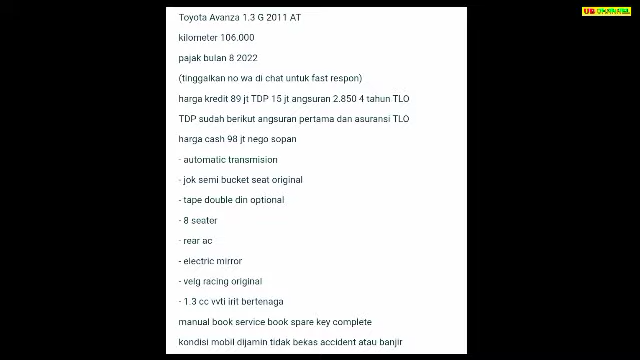 UB CHANNEL
Toyota Avanza 1.3 G 2011 AT
kilometer 106.000
pajak bulan 8 2022
(tinggalkan no wa di chat untuk fast respon)
harga kredit 89 jt TDP 15 jt angsuran 2.850 4 tahun TLO
TDP sudah berikut angsuran pertama dan asuransi TLO
harga cash 98 jt nego sopan
- automatic transmision
- jok semi bucket seat original
- tape double din optional
- 8 seater
- rear ac
- electric mirror
- velg racing original
- 1.3 cc vvti irit bertenaga
manual book service book spare key complete
kondisi mobil dijamin tidak bekas accident atau banjir